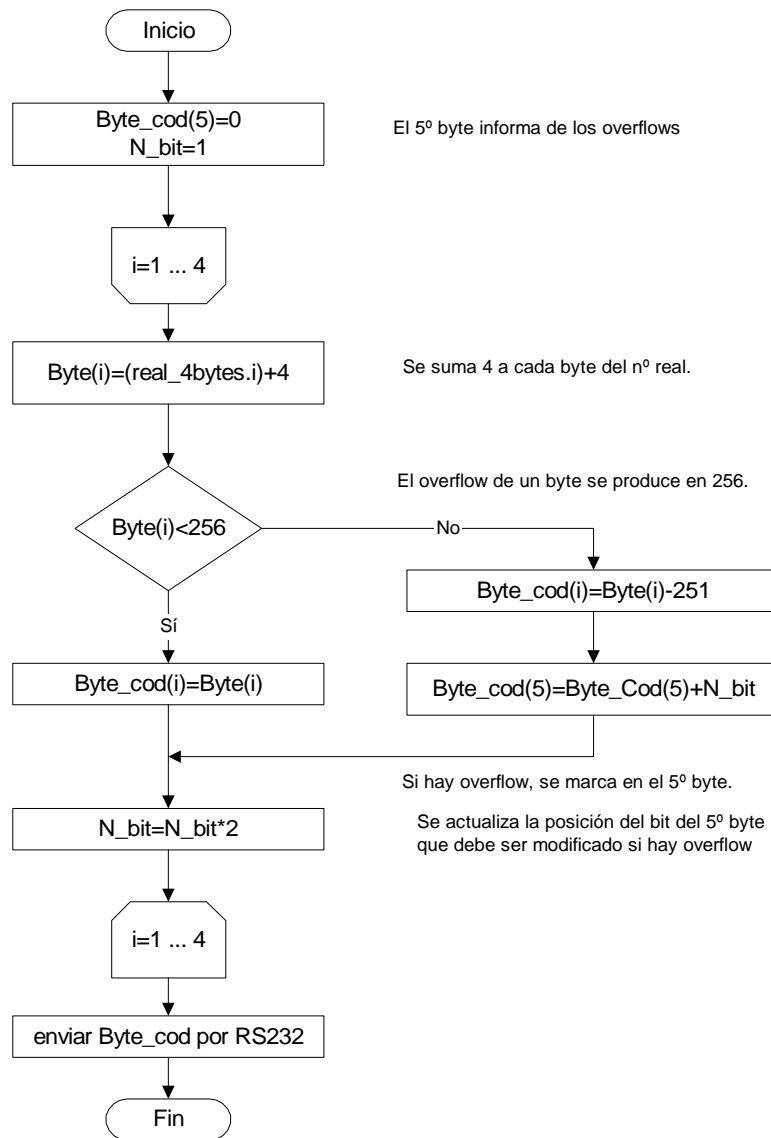 Inicio
Byte_cod(5)=0
N_bit=1
El 5º byte informa de los overflows
i=1 ... 4
Byte(i)=(real_4bytes.i)+4
Se suma 4 a cada byte del nº real.
El overflow de un byte se produce en 256.
Byte(i)<256
No
Byte_cod(i)=Byte(i)-251
Sí
Byte_cod(i)=Byte(i)
Byte_cod(5)=Byte_Cod(5)+N_bit
Si hay overflow, se marca en el 5º byte.
N_bit=N_bit*2
Se actualiza la posición del bit del 5º byte
que debe ser modificado si hay overflow
i=1 ... 4
enviar Byte_cod por RS232
Fin